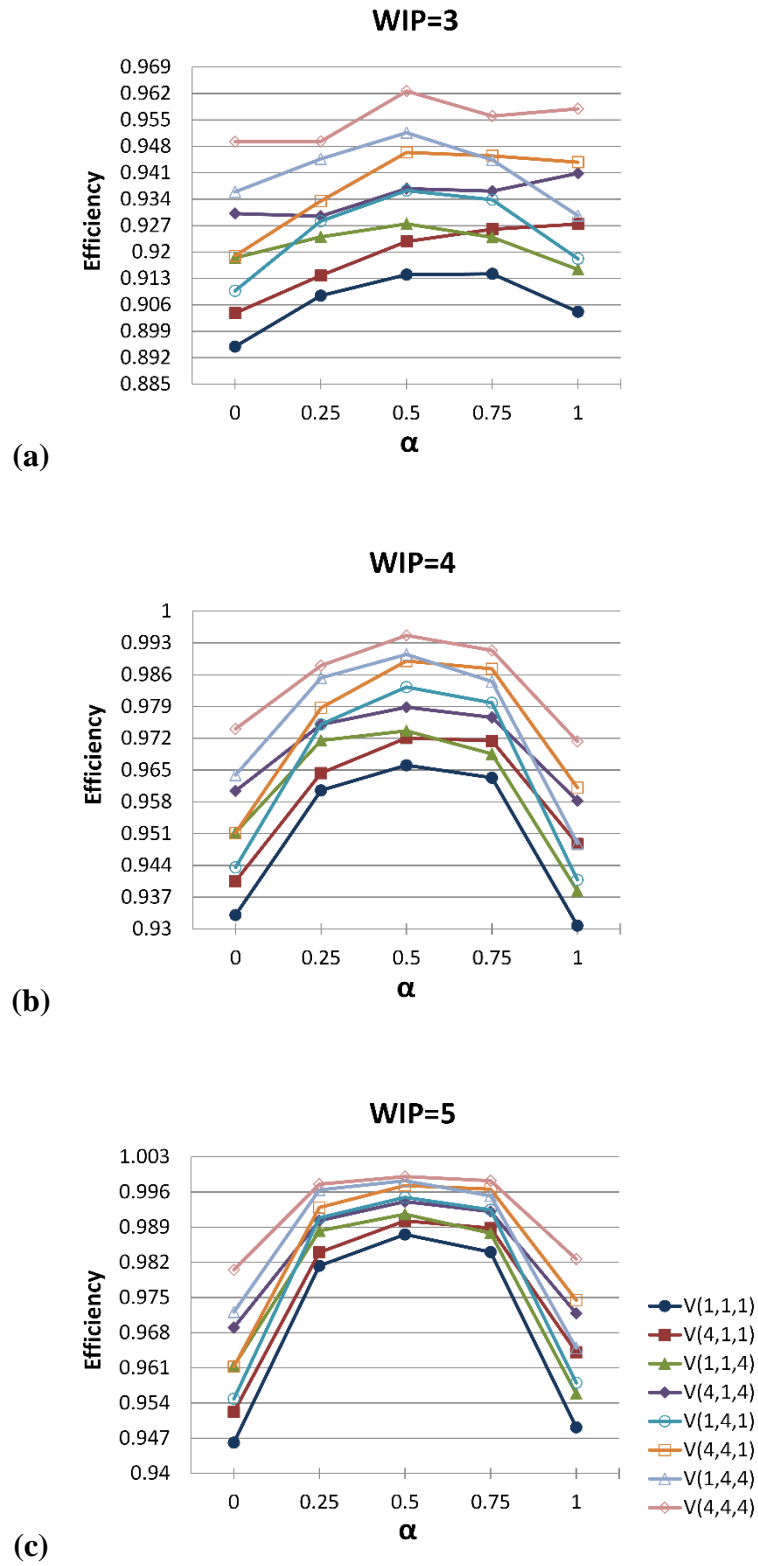 WIP=3
Efficiency
0.969
0.962
0.955
0.948
0.941
0.934
0.927
0.92
0.913
0.906
0.899
0.892
0.885
0 0.25 0.5 0.75 1
α
(a)
WIP=4
Efficiency
1
0.993
0.986
0.979
0.972
0.965
0.958
0.951
0.944
0.937
0.93
0 0.25 0.5 0.75 1
α
(b)
WIP=5
Efficiency
1.003
0.996
0.989
0.982
0.975
0.968
0.961
0.954
0.947
0.94
0 0.25 0.5 0.75 1
α
V(1,1,1)
V(4,1,1)
V(1,1,4)
V(4,1,4)
V(1,4,1)
V(4,4,1)
V(1,4,4)
V(4,4,4)
(c)